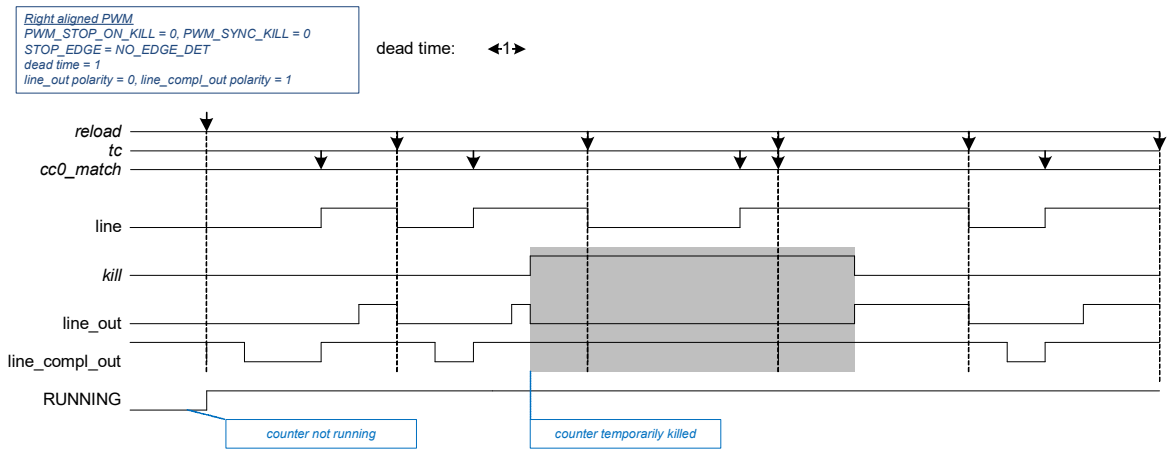 Right aligned PWM
PWM_STOP_ON_KILL = 0, PWM_SYNC_KILL = 0
STOP_EDGE = NO_EDGE_DET
dead time = 1
line_out polarity = 0, line_compl_out polarity = 1
dead time: 1
reload
tc
cc0_match
line
kill
line_out
line_compl_out
RUNNING
counter not running
counter temporarily killed